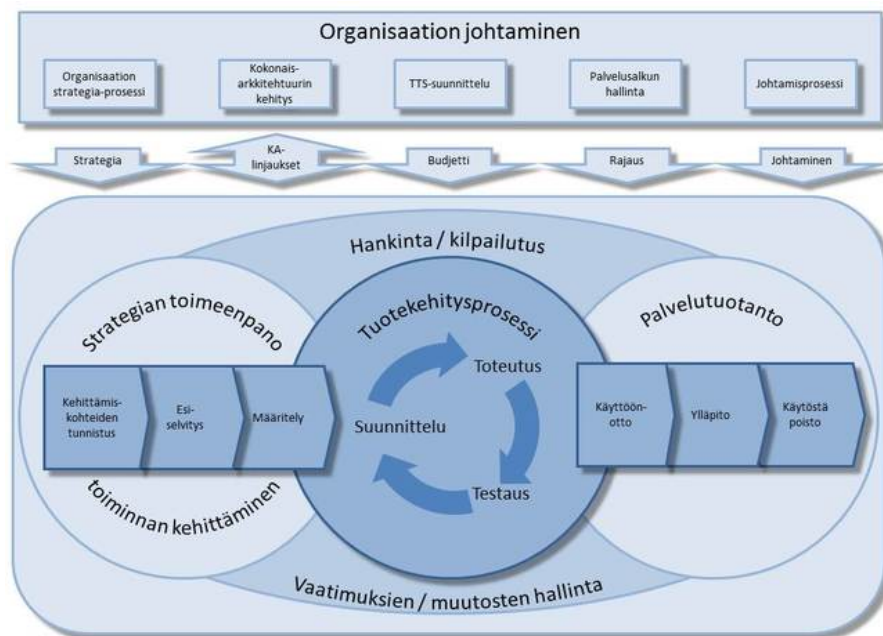 Organisaation johtaminen
Organisaation
strategia-prosessi
Kokonais-
arkkitehtuurin
kehitys
TTS-suunnittelu
Palvelusalkun
hallinta
Johtamisprosessi
Strategia
KA-
linjaukset
Budjetti
Rajaus
Johtaminen
Hankinta / kilpailutus
Strategian toimeenpano
Tuotekehitysprosessi
Palvelutuotanto
Kehittämis-
kohteiden
tunnistus
Esi-
selvitys
Määritely
Suunnittelu
Toteutus
Testaus
Käyttöön-
otto
Ylläpito
Käytöstä
poisto
toiminnan kehittäminen
Vaatimuksien / muutosten hallinta